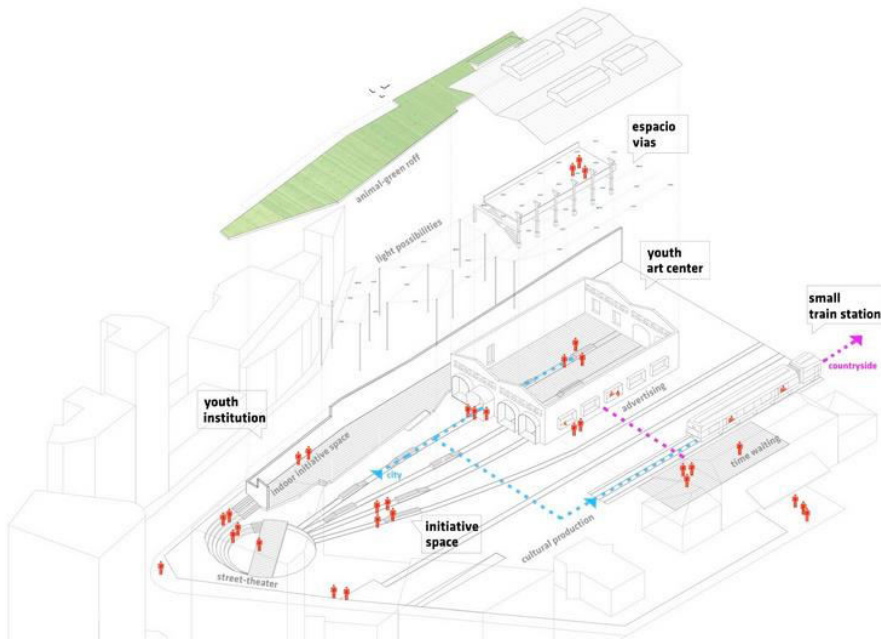 animal-green roff
espacio
vias
light possibilities
youth
art center
small
train station
countryside
youth
institution
advertising
indoor initiative space
city
time waiting
initiative
space
cultural production
street-theater